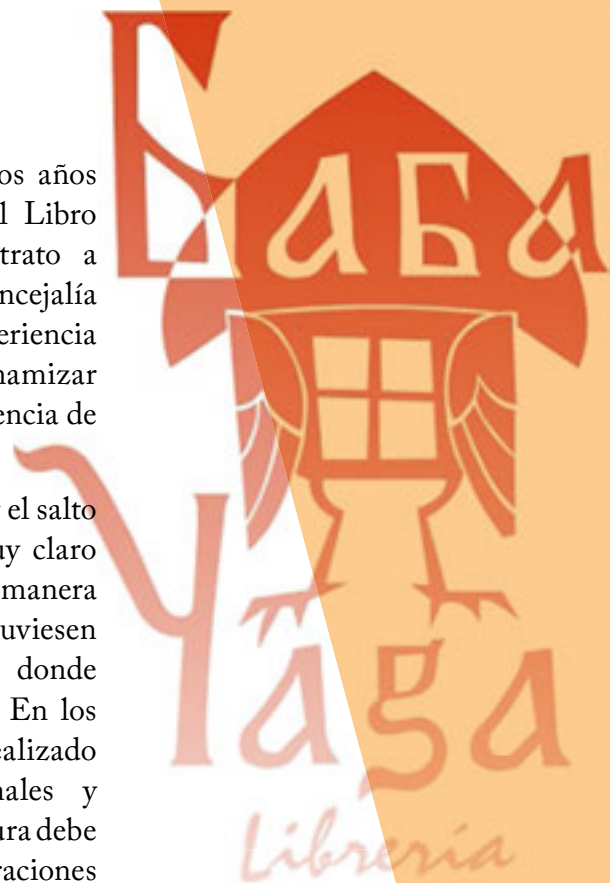 os años
l Libro
trato a
ncejalía
eriencia
namizar
encia de
el salto
uy claro
manera
uviesen
donde
En los
ealizado
nales y
ura debe
raciones
БаБа
Yaga
Librería